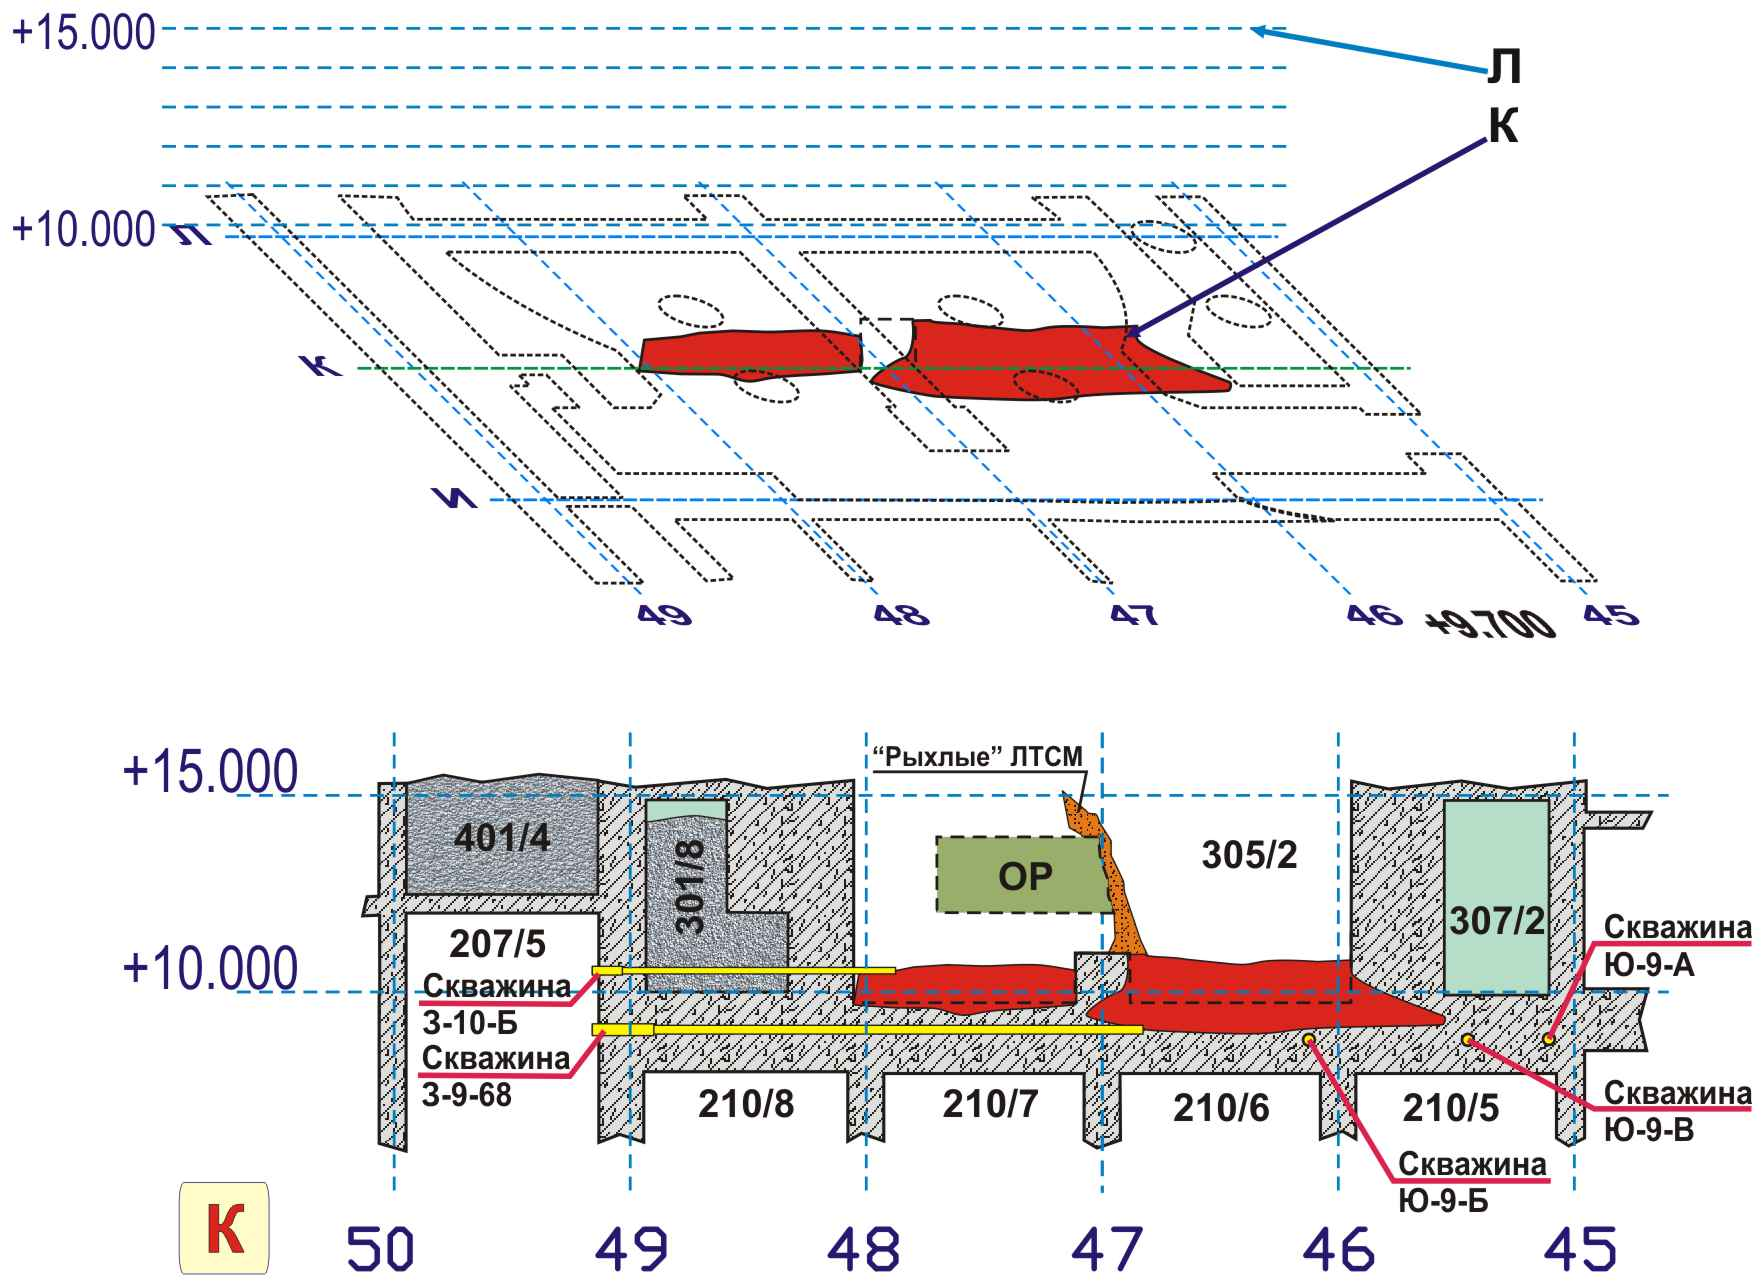 +15.000
Л
К
+10.000
Л
К
И
49
48
47
46
+9.700
45
+15.000
“Рыхлые” ЛТСМ
401/4
301/8
ОР
305/2
307/2
207/5
Скважина
Ю-9-А
+10.000
Скважина
З-10-Б
Скважина
З-9-68
210/8
210/7
210/6
210/5
Скважина
Ю-9-В
Скважина
Ю-9-Б
К
50
49
48
47
46
45